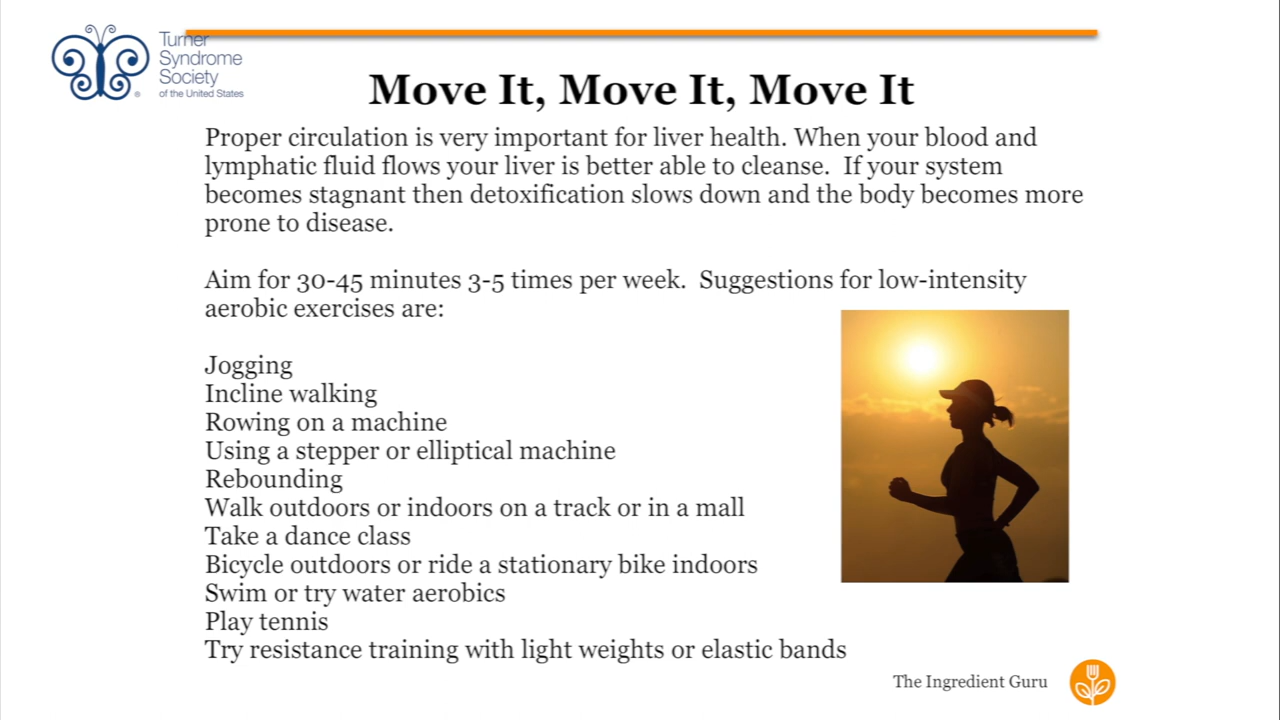 Turner
Syndrome
Society
of the United States
Move It, Move It, Move It
Proper circulation is very important for liver health. When your blood and
lymphatic fluid flows your liver is better able to cleanse.  If your system
becomes stagnant then detoxification slows down and the body becomes more
prone to disease.
Aim for 30-45 minutes 3-5 times per week.  Suggestions for low-intensity
aerobic exercises are:
Jogging
Incline walking
Rowing on a machine
Using a stepper or elliptical machine
Rebounding
Walk outdoors or indoors on a track or in a mall
Take a dance class
Bicycle outdoors or ride a stationary bike indoors
Swim or try water aerobics
Play tennis
Try resistance training with light weights or elastic bands
The Ingredient Guru